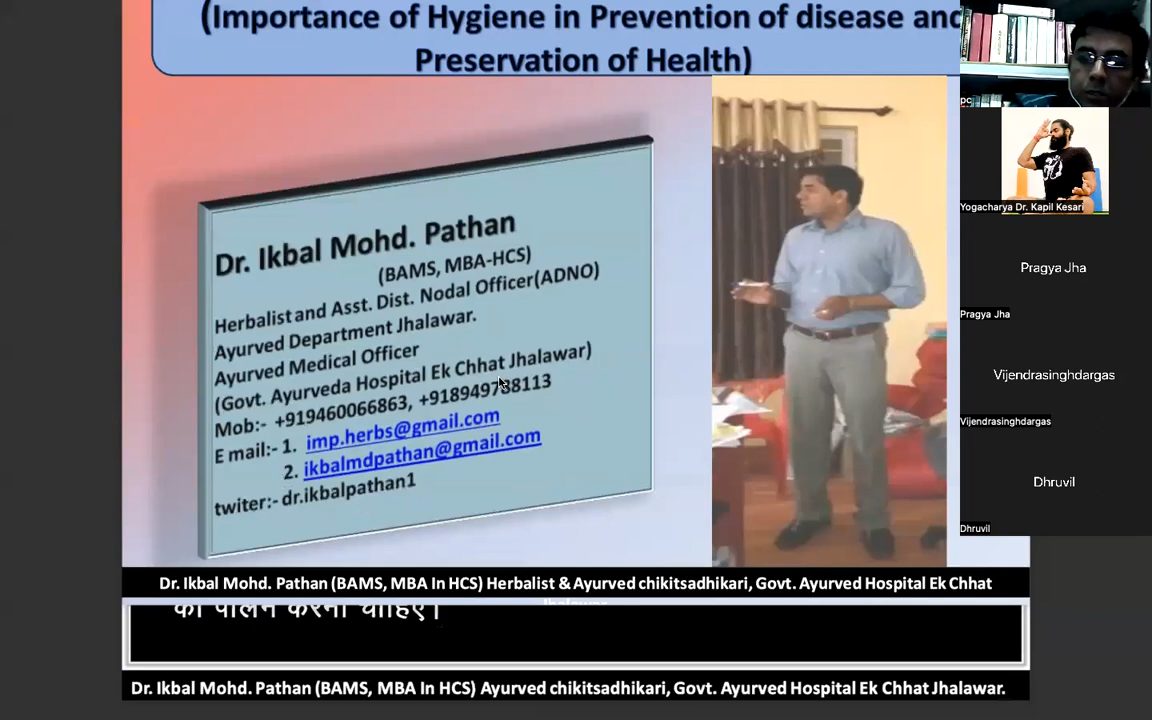 (Importance of Hygiene in Prevention of disease and
Preservation of Health)
Dr. Ikbal Mohd. Pathan
(BAMS, MBA-HCS)
Herbalist and Asst. Dist. Nodal Officer(ADNO)
Ayurved Department Jhalawar.
Ayurved Medical Officer
(Govt. Ayurveda Hospital Ek Chhat Jhalawar)
Mob:- +919460066863, +918949788113
E mail:- 1. imp.herbs@gmail.com
2. ikbalmdpathan@gmail.com
twiter:- dr.ikbalpathan1
Dr. Ikbal Mohd. Pathan (BAMS, MBA In HCS) Herbalist & Ayurved chikitsadhikari, Govt. Ayurved Hospital Ek Chhat
का पालन करना चाहिए।
Dr. Ikbal Mohd. Pathan (BAMS, MBA In HCS) Ayurved chikitsadhikari, Govt. Ayurved Hospital Ek Chhat Jhalawar.
pc
Yogacharya Dr. Kapil Kesari
Pragya Jha
Pragya Jha
Vijendrasinghdargas
Vijendrasinghdargas
Dhruvil
Dhruvil